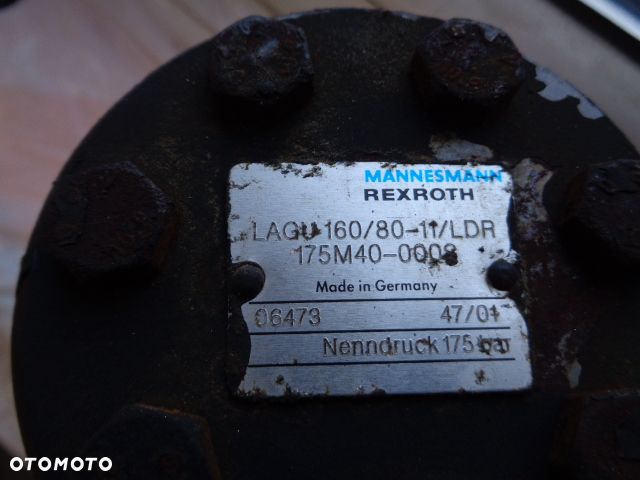 MANNESMANN
REXROTH
LAGU 160/80-11/LDR
175M40-0008
Made in Germany
06473 47/01
Nenndruck 175 bar
OTOMOTO